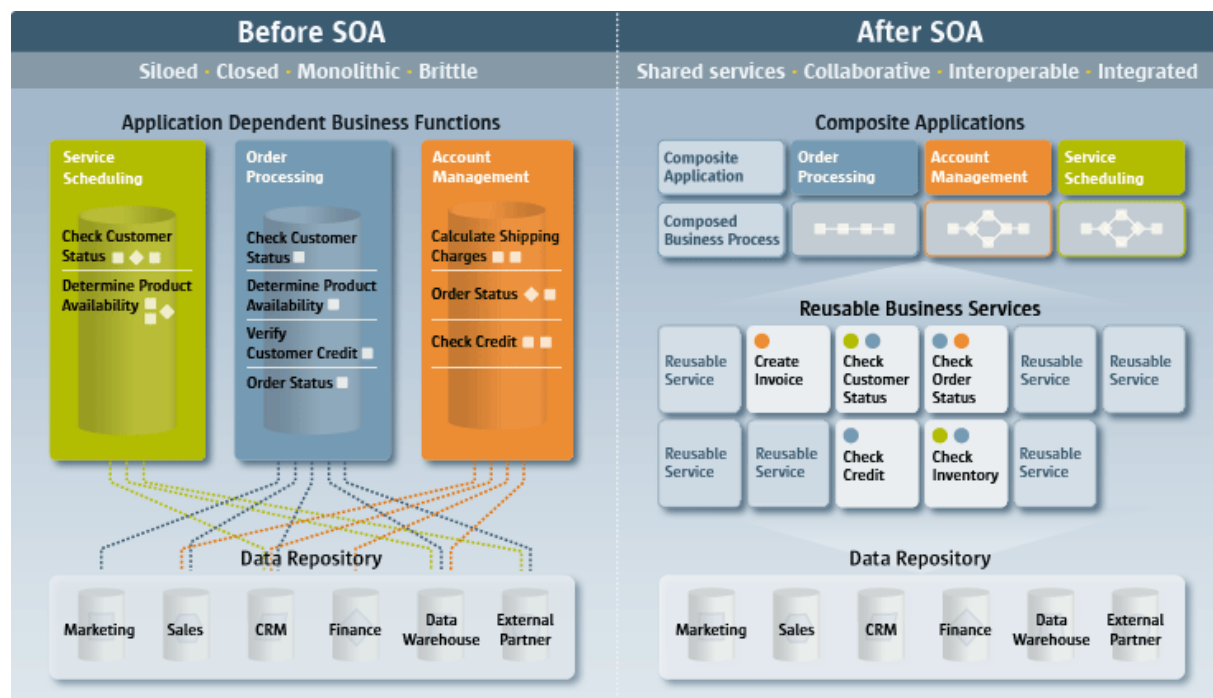 Before SOA
Siloed · Closed · Monolithic · Brittle
Application Dependent Business Functions
Service
Scheduling
Check Customer
Status
Determine Product
Availability
Order
Processing
Check Customer
Status
Determine Product
Availability
Verify
Customer Credit
Order Status
Account
Management
Calculate Shipping
Charges
Order Status
Check Credit
Data Repository
Marketing
Sales
CRM
Finance
Data
Warehouse
External
Partner
After SOA
Shared services · Collaborative · Interoperable · Integrated
Composite Applications
Composite
Application
Order
Processing
Account
Management
Service
Scheduling
Composed
Business Process
Reusable Business Services
Reusable
Service
Create
Invoice
Check
Customer
Status
Check
Order
Status
Reusable
Service
Reusable
Service
Reusable
Service
Reusable
Service
Check
Credit
Check
Inventory
Reusable
Service
Data Repository
Marketing
Sales
CRM
Finance
Data
Warehouse
External
Partner